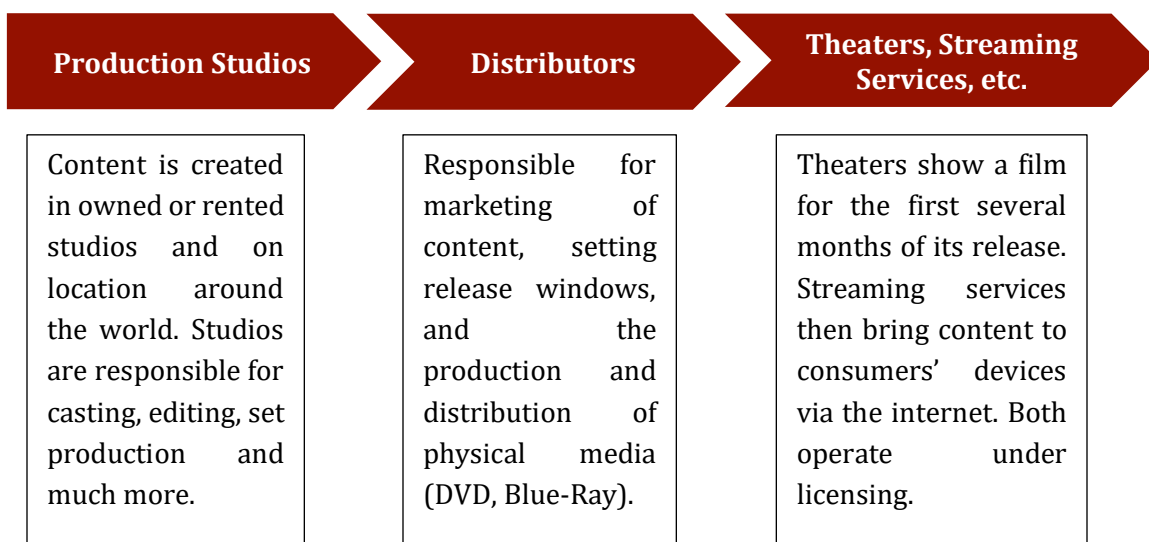 Production Studios
Distributors
Theaters, Streaming
Services, etc.
Content is created
in owned or rented
studios and on
location around
the world. Studios
are responsible for
casting, editing, set
production and
much more.
Responsible for
marketing of
content, setting
release windows,
and the
production and
distribution of
physical media
(DVD, Blue-Ray).
Theaters show a film
for the first several
months of its release.
Streaming services
then bring content to
consumers’ devices
via the internet. Both
operate under
licensing.